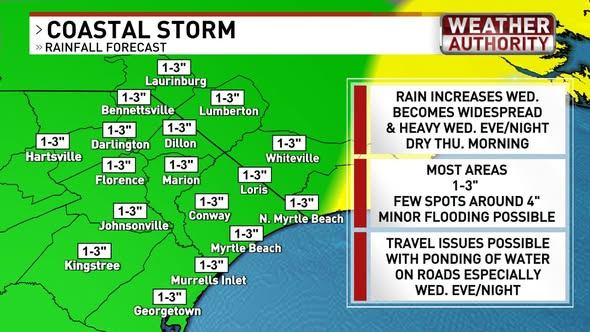 COASTAL STORM
RAINFALL FORECAST
WEATHER
AUTHORITY
1-3"
Laurinburg
1-3"
Bennettsville
1-3"
Lumberton
1-3"
Hartsville
1-3"
Darlington
1-3"
Dillon
1-3"
Whiteville
1-3"
Florence
1-3"
Marion
1-3"
Loris
1-3"
Johnsonville
1-3"
Conway
1-3"
N. Myrtle Beach
1-3"
Kingstree
1-3"
Myrtle Beach
1-3"
Murrells Inlet
1-3"
Georgetown
RAIN INCREASES WED.
BECOMES WIDESPREAD
& HEAVY WED. EVE/NIGHT
DRY THU. MORNING
MOST AREAS
1-3"
FEW SPOTS AROUND 4"
MINOR FLOODING POSSIBLE
TRAVEL ISSUES POSSIBLE
WITH PONDING OF WATER
ON ROADS ESPECIALLY
WED. EVE/NIGHT